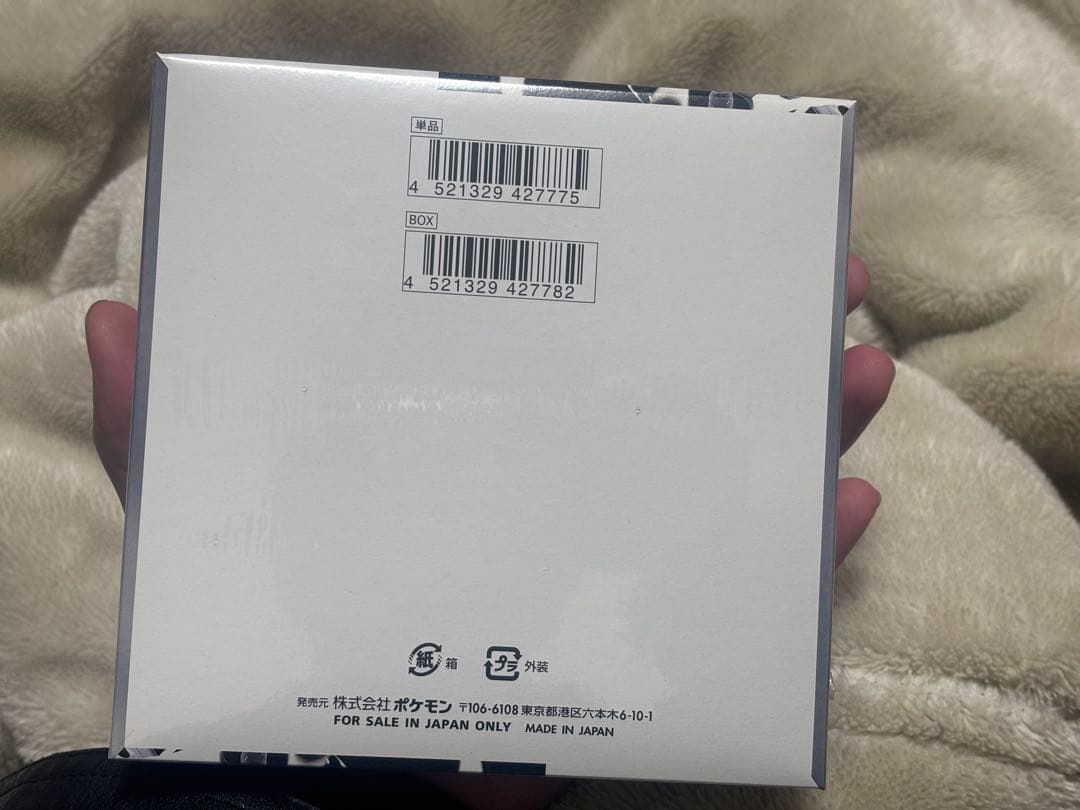 単品
4 521329 427775
BOX
4 521329 427782
紙 箱 プラ 外装
発売元 株式会社ポケモン 〒106-6108 東京都港区六本木6-10-1
FOR SALE IN JAPAN ONLY MADE IN JAPAN